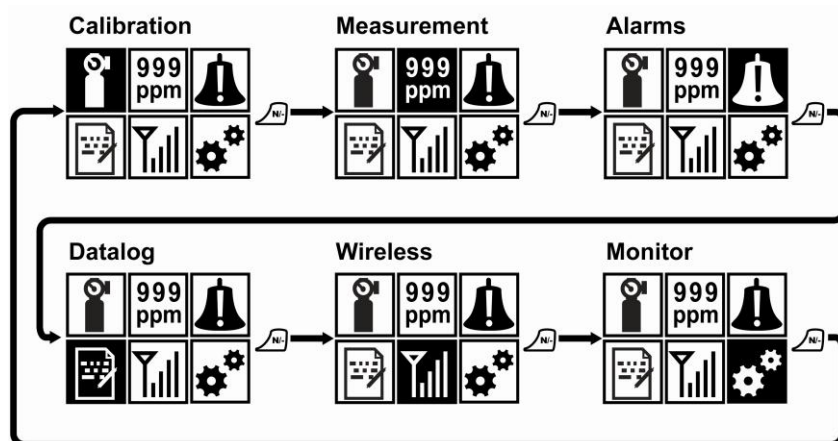 Calibration
Measurement
Alarms
999
ppm
999
ppm
999
ppm
N/-
N/-
N/-
Datalog
Wireless
Monitor
999
ppm
999
ppm
999
ppm
N/-
N/-
N/-